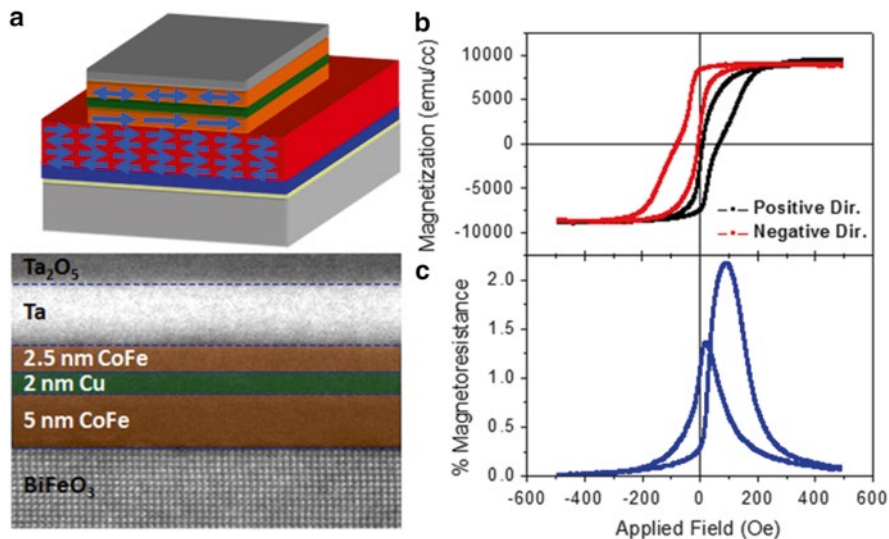 a
Ta₂O₅
Ta
2.5 nm CoFe
2 nm Cu
5 nm CoFe
BiFeO₃
b
Magnetization (emu/cc)
10000
5000
0
-5000
-10000
Positive Dir.
Negative Dir.
c
% Magnetoresistance
2.0
1.5
1.0
0.5
0.0
-600 -400 -200 0 200 400 600
Applied Field (Oe)